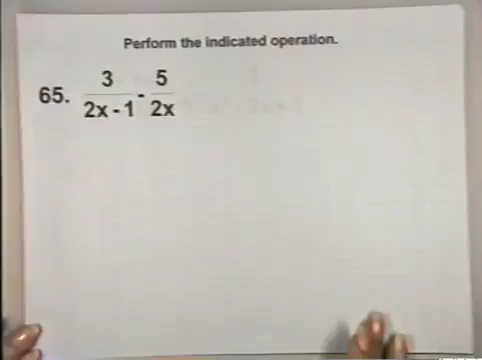 Perform the indicated operation.
65. 3/(2x - 1) - 5/2x